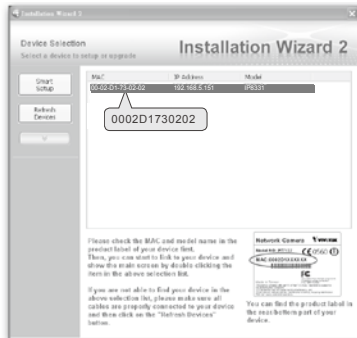 Installation Wizard 2
Device Selection
Select a device to setup or upgrade
Installation Wizard 2
Smart
Setup
Refresh
Devices
MAC IP Address Model
00-02-D1-73-02-02 192.168.5.151 IP8331
0002D1730202
Please check the MAC and model name in the
product label of your device first.
Then, you can start to link to your device and
show the main screen by double clicking the
item in the above selection list.
If you are not able to find your device in the
above selection list, please make sure all
cables are properly connected to your device
and then click on the "Refresh Devices"
button.
Network Camera
0560
FC
You can find the product label in
the rear/bottom part of your
device.